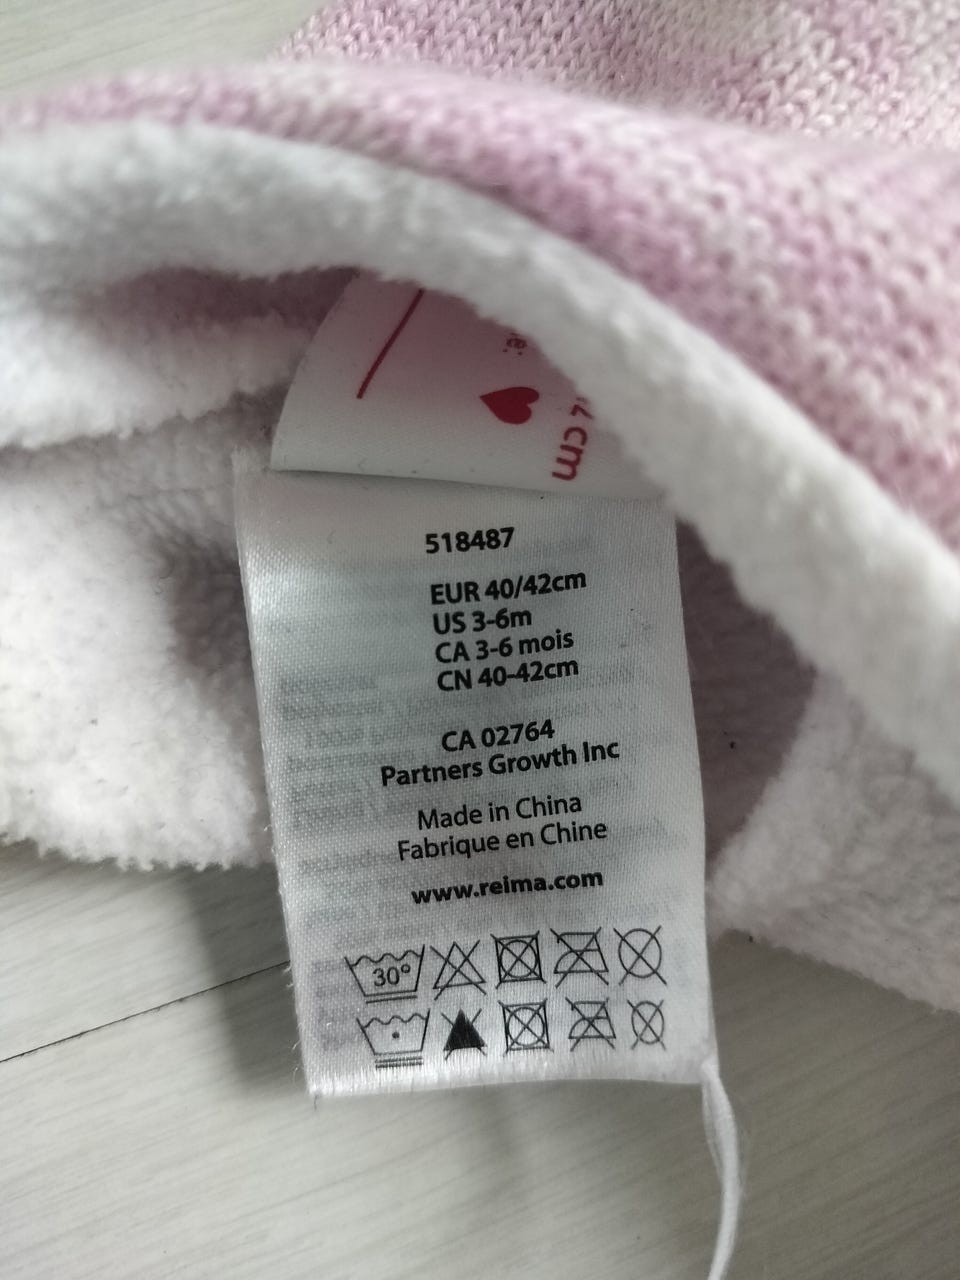 cm
518487
EUR 40/42cm
US 3-6m
CA 3-6 mois
CN 40-42cm
CA 02764
Partners Growth Inc
Made in China
Fabrique en Chine
www.reima.com
30°